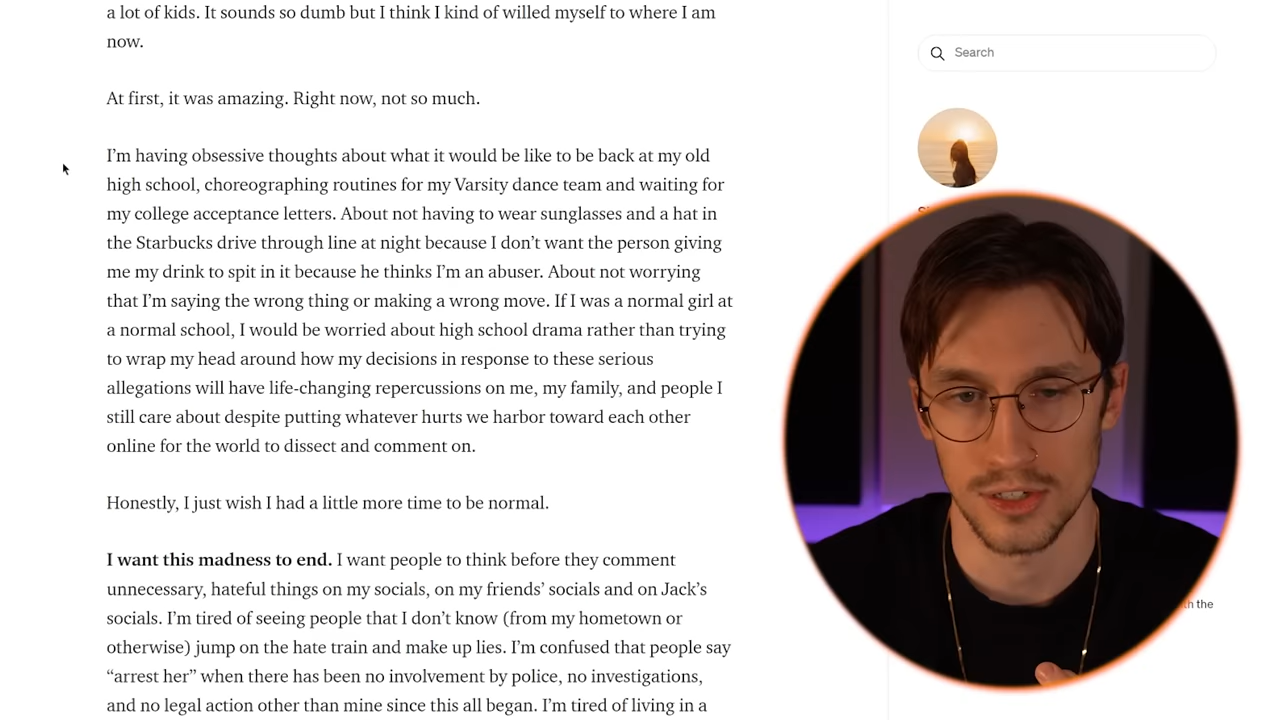 a lot of kids. It sounds so dumb but I think I kind of willed myself to where I am
now.
At first, it was amazing. Right now, not so much.
I’m having obsessive thoughts about what it would be like to be back at my old
high school, choreographing routines for my Varsity dance team and waiting for
my college acceptance letters. About not having to wear sunglasses and a hat in
the Starbucks drive through line at night because I don’t want the person giving
me my drink to spit in it because he thinks I’m an abuser. About not worrying
that I’m saying the wrong thing or making a wrong move. If I was a normal girl at
a normal school, I would be worried about high school drama rather than trying
to wrap my head around how my decisions in response to these serious
allegations will have life-changing repercussions on me, my family, and people I
still care about despite putting whatever hurts we harbor toward each other
online for the world to dissect and comment on.
Honestly, I just wish I had a little more time to be normal.
I want this madness to end. I want people to think before they comment
unnecessary, hateful things on my socials, on my friends’ socials and on Jack’s
socials. I’m tired of seeing people that I don’t know (from my hometown or
otherwise) jump on the hate train and make up lies. I’m confused that people say
“arrest her” when there has been no involvement by police, no investigations,
and no legal action other than mine since this all began. I’m tired of living in a
Search
the